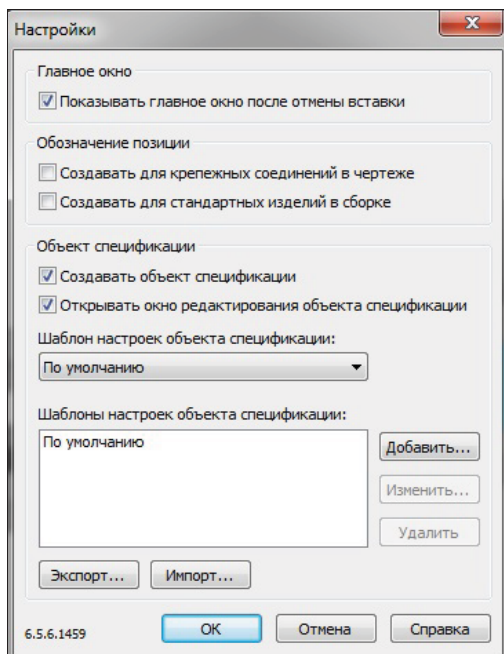 Настройки
Главное окно
Показывать главное окно после отмены вставки
Обозначение позиции
Создавать для крепежных соединений в чертеже
Создавать для стандартных изделий в сборке
Объект спецификации
Создавать объект спецификации
Открывать окно редактирования объекта спецификации
Шаблон настроек объекта спецификации:
По умолчанию
Шаблоны настроек объекта спецификации:
По умолчанию
Добавить...
Изменить...
Удалить
Экспорт... Импорт...
6.5.6.1459 OK Отмена Справка